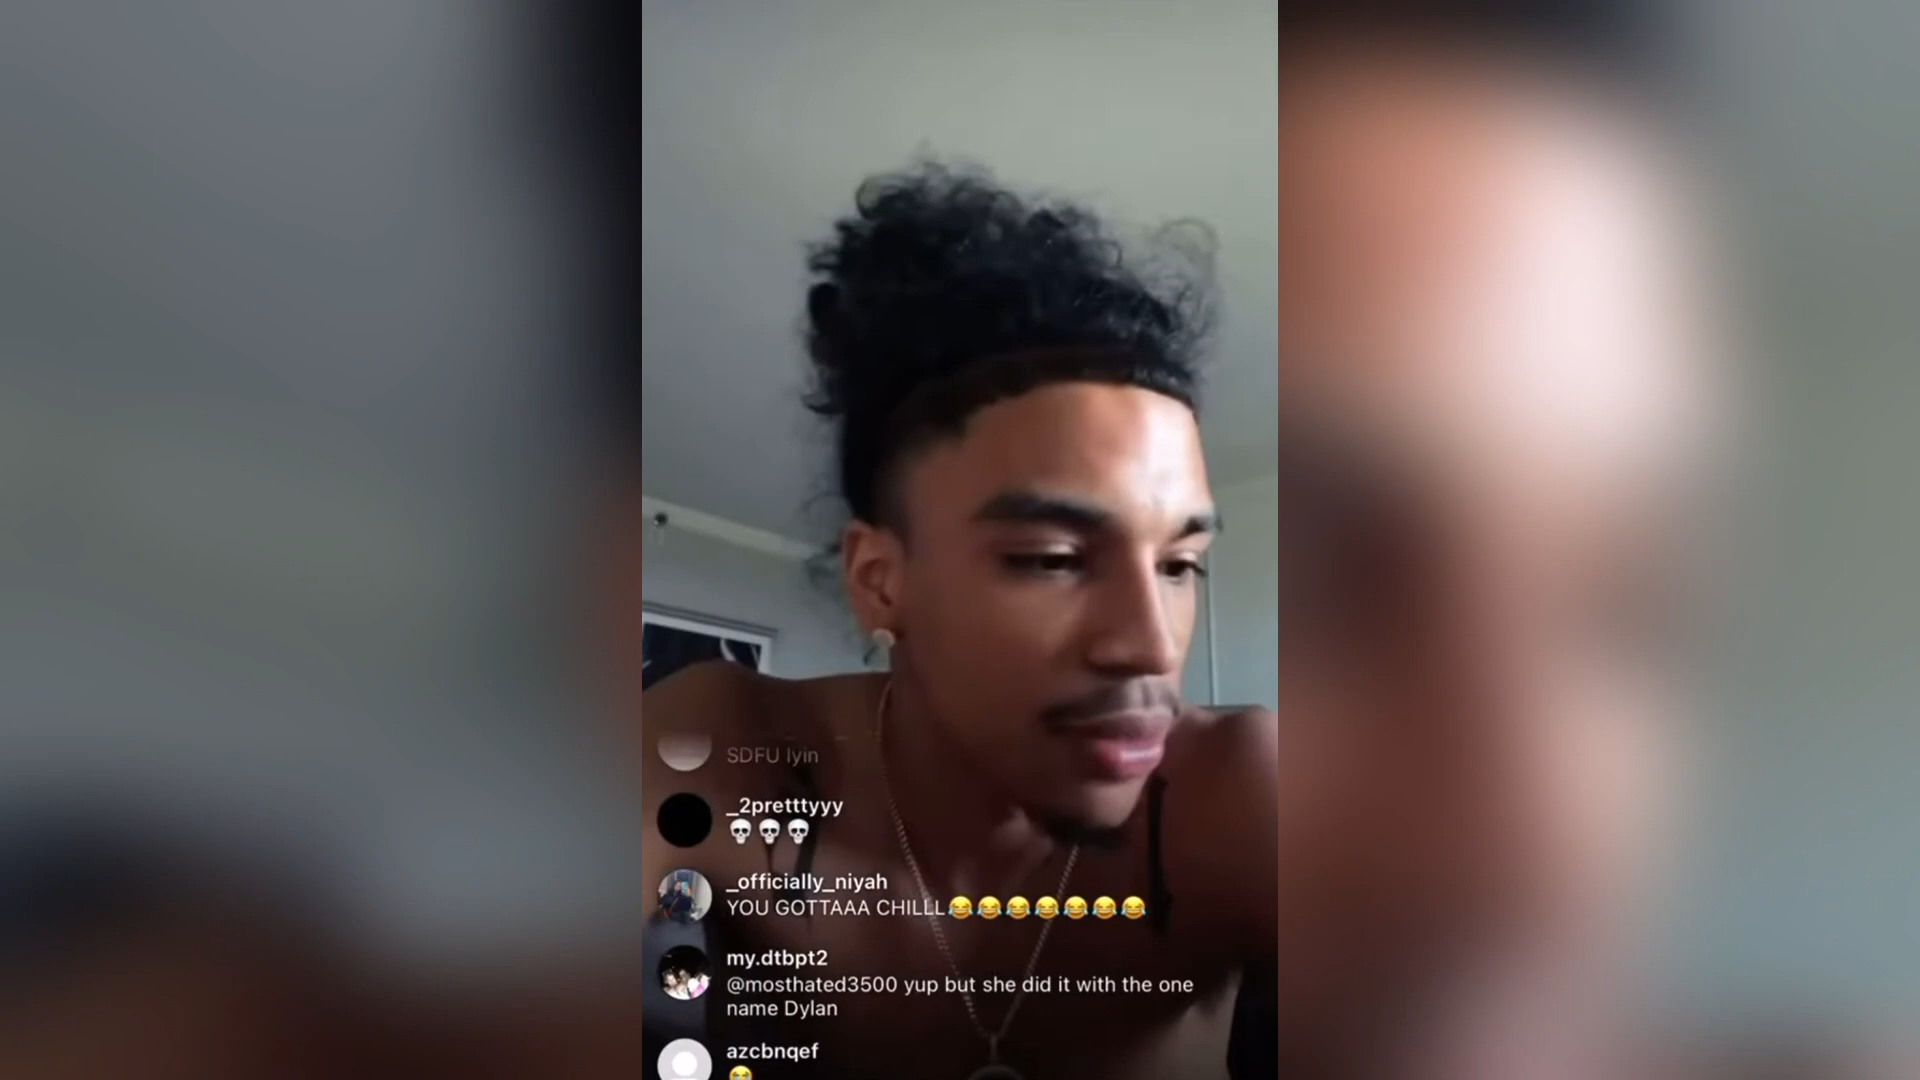 SDFU lyin
_2pretttyyy
💀💀💀
_officially_niyah
YOU GOTTAAA CHILLL😂😂😂😂😂😂😂
my.dtbpt2
@mosthated3500 yup but she did it with the one
name Dylan
azcbnqef